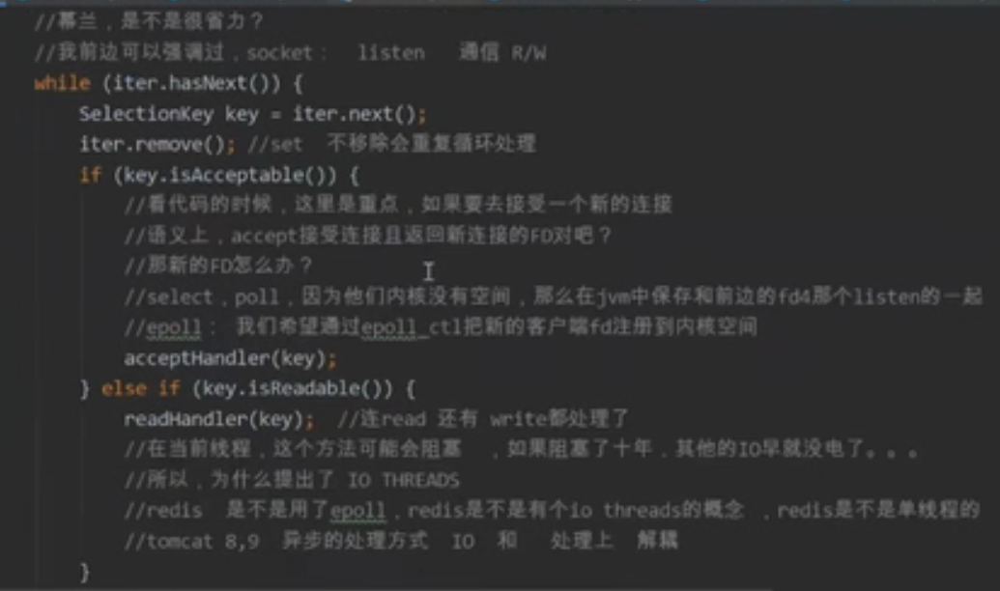 //幕兰，是不是很省力？
//我前边可以强调过，socket： listen 通信 R/W
while (iter.hasNext()) {
SelectionKey key = iter.next();
iter.remove(); //set 不移除会重复循环处理
if (key.isAcceptable()) {
//看代码的时候，这里是重点，如果要去接受一个新的连接
//语义上，accept接受连接且返回新连接的FD对吧？
//那新的FD怎么办？
//select，poll，因为他们内核没有空间，那么在jvm中保存和前边的fd4那个listen的一起
//epoll： 我们希望通过epoll_ctl把新的客户端fd注册到内核空间
acceptHandler(key);
} else if (key.isReadable()) {
readHandler(key); //连read 还有 write都处理了
//在当前线程，这个方法可能会阻塞 ，如果阻塞了十年，其他的IO早就没电了。。。
//所以，为什么提出了 IO THREADS
//redis 是不是用了epoll，redis是不是有个io threads的概念 ，redis是不是单线程的
//tomcat 8,9 异步的处理方式 IO 和 处理上 解耦
}